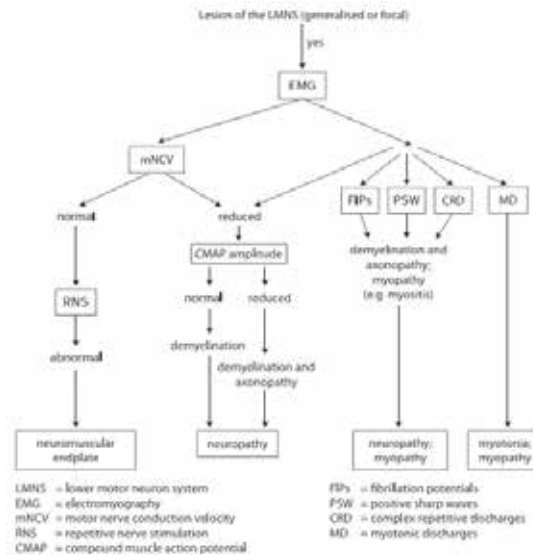 Lesion of the LMNS (generalised or focal)
yes
EMG
mNCV
FIPs PSW CRD MD
normal reduced
CMAP amplitude
demyelination and
axonopathy;
myopathy
(e.g. myositis)
RNS
normal reduced
abnormal
demyelination
demyelination and
axonopathy
neuromuscular
endplate
neuropathy
neuropathy;
myopathy
myotonia;
myopathy
LMNS = lower motor neuron system
EMG = electromyography
mNCV = motor nerve conduction velocity
RNS = repetitive nerve stimulation
CMAP = compound muscle action potential
FIPs = fibrillation potentials
PSW = positive sharp waves
CRD = complex repetitive discharges
MD = myotonic discharges